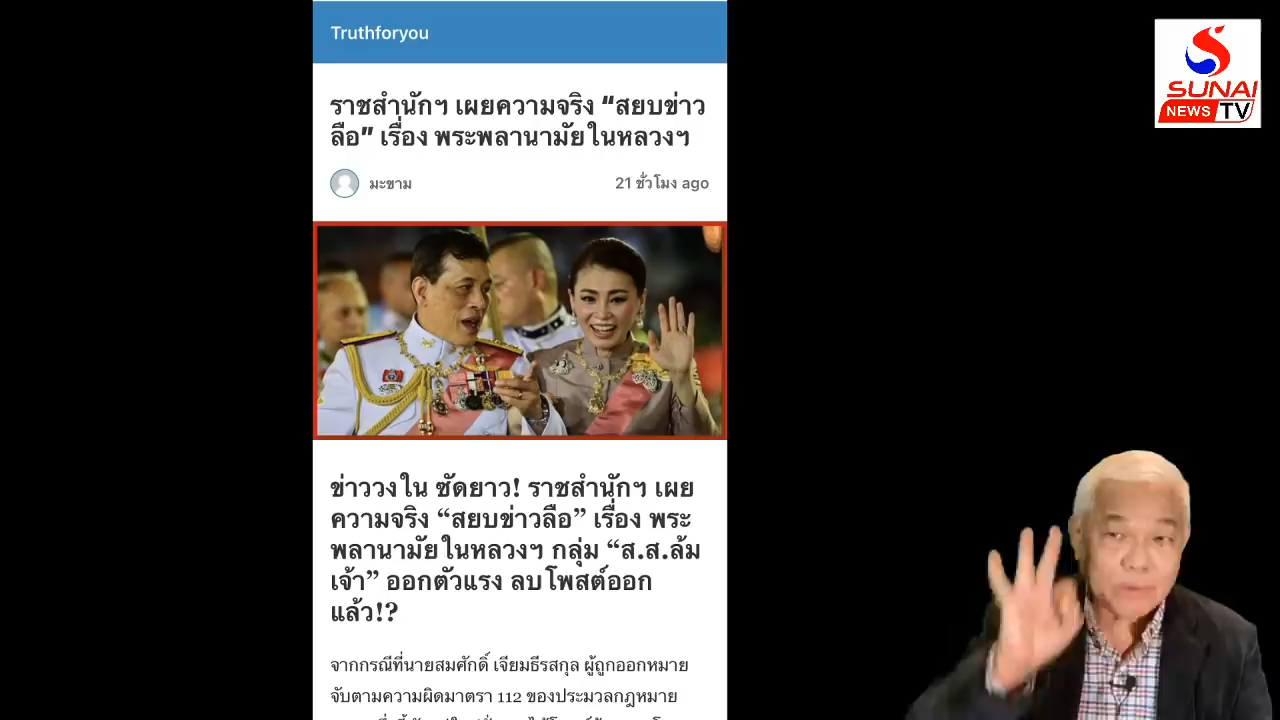 Truthforyou
SUNAI
NEWS TV
ราชสำนักฯ เผยความจริง “สยบข่าว
ลือ” เรื่อง พระพลานามัยในหลวงฯ
มะขาม
21 ชั่วโมง ago
ข่าววงใน ซัดยาว! ราชสำนักฯ เผย
ความจริง “สยบข่าวลือ” เรื่อง พระ
พลานามัยในหลวงฯ กลุ่ม “ส.ส.ล้ม
เจ้า” ออกตัวแรง ลบโพสต์ออก
แล้ว!?
จากกรณีที่นายสมศักดิ์ เจียมธีรสกุล ผู้ถูกออกหมาย
จับตามความผิดมาตรา 112 ของประมวลกฎหมาย